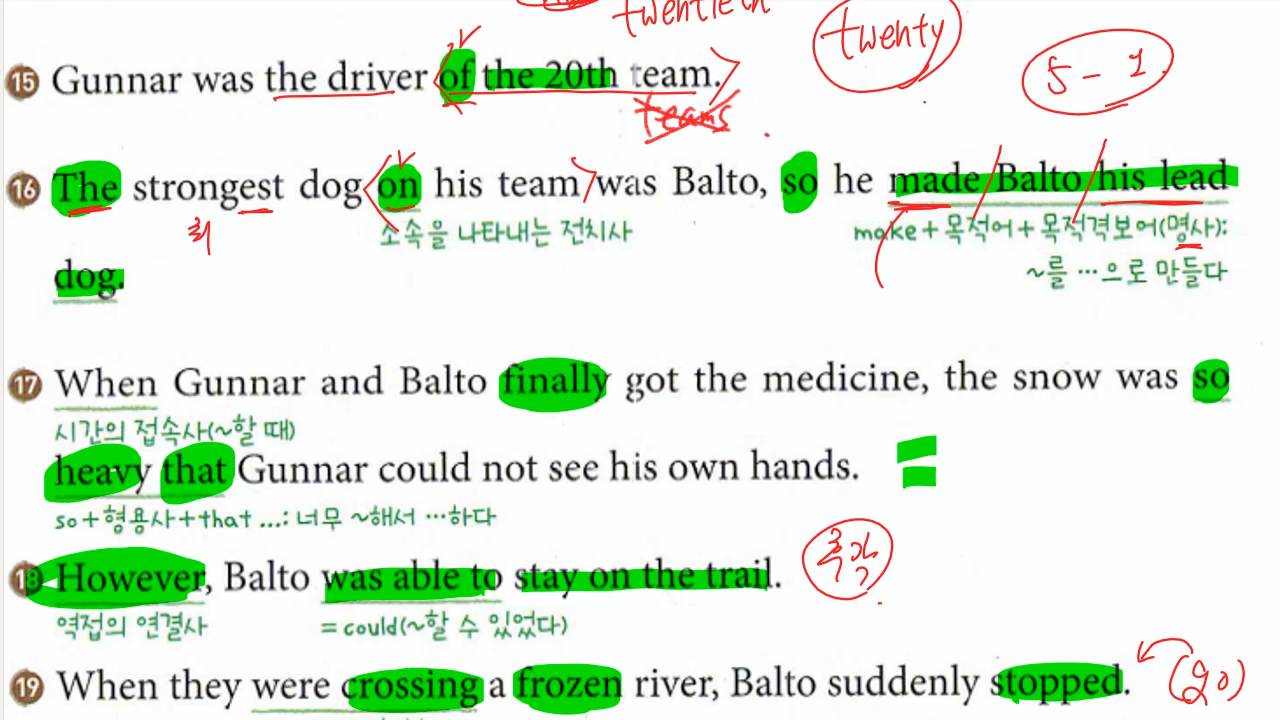 twentieth
twenty
5-1
15 Gunnar was the driver of the 20th team.
teams
16 The strongest dog on his team was Balto, so he made Balto his lead
최
소속을 나타내는 전치사
make+목적어+목적격보어(명사):
dog.
~를 …으로 만들다
17 When Gunnar and Balto finally got the medicine, the snow was so
시간의 접속사(~할 때)
heavy that Gunnar could not see his own hands.
so+형용사+that …: 너무 ~해서 …하다
18 However, Balto was able to stay on the trail.
역접의 연결사
=could(~할 수 있었다)
19 When they were crossing a frozen river, Balto suddenly stopped.
(go)